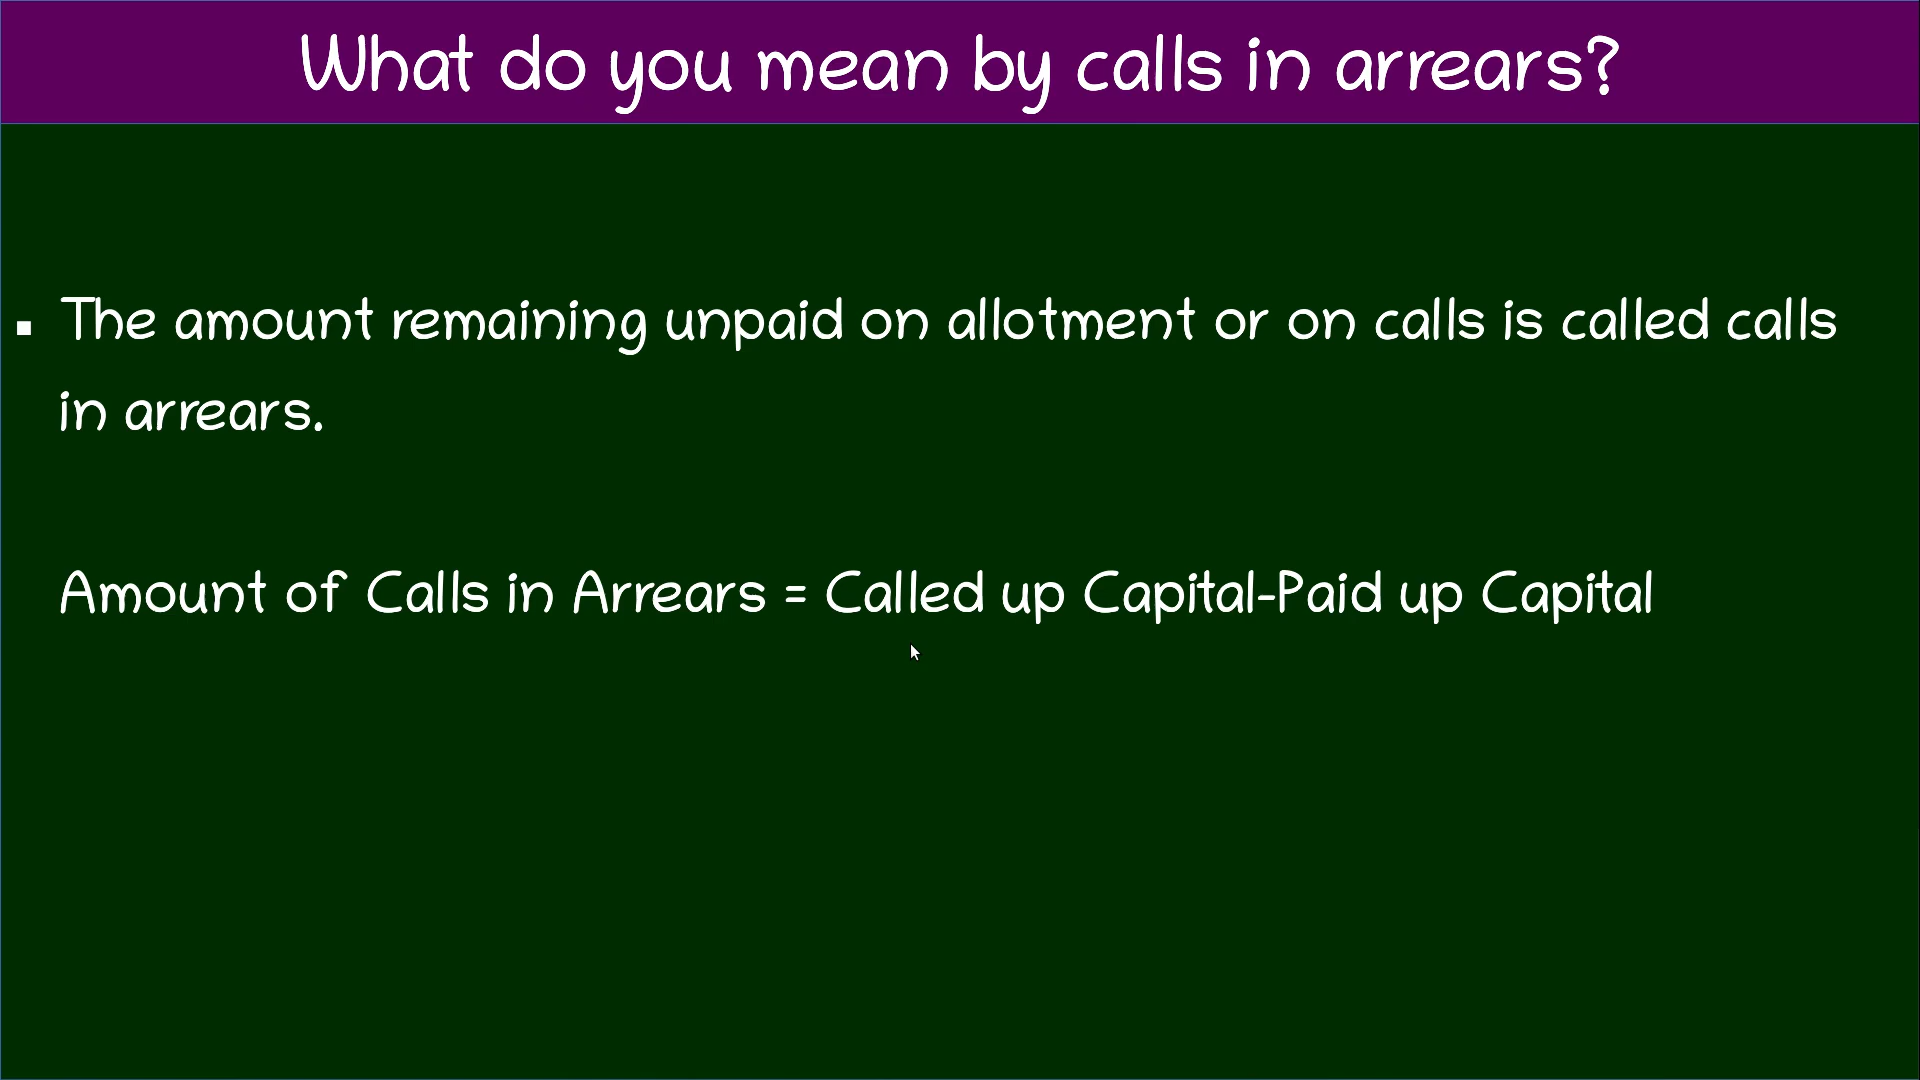 What do you mean by calls in arrears?
▪ The amount remaining unpaid on allotment or on calls is called calls
in arrears.
Amount of Calls in Arrears = Called up Capital-Paid up Capital